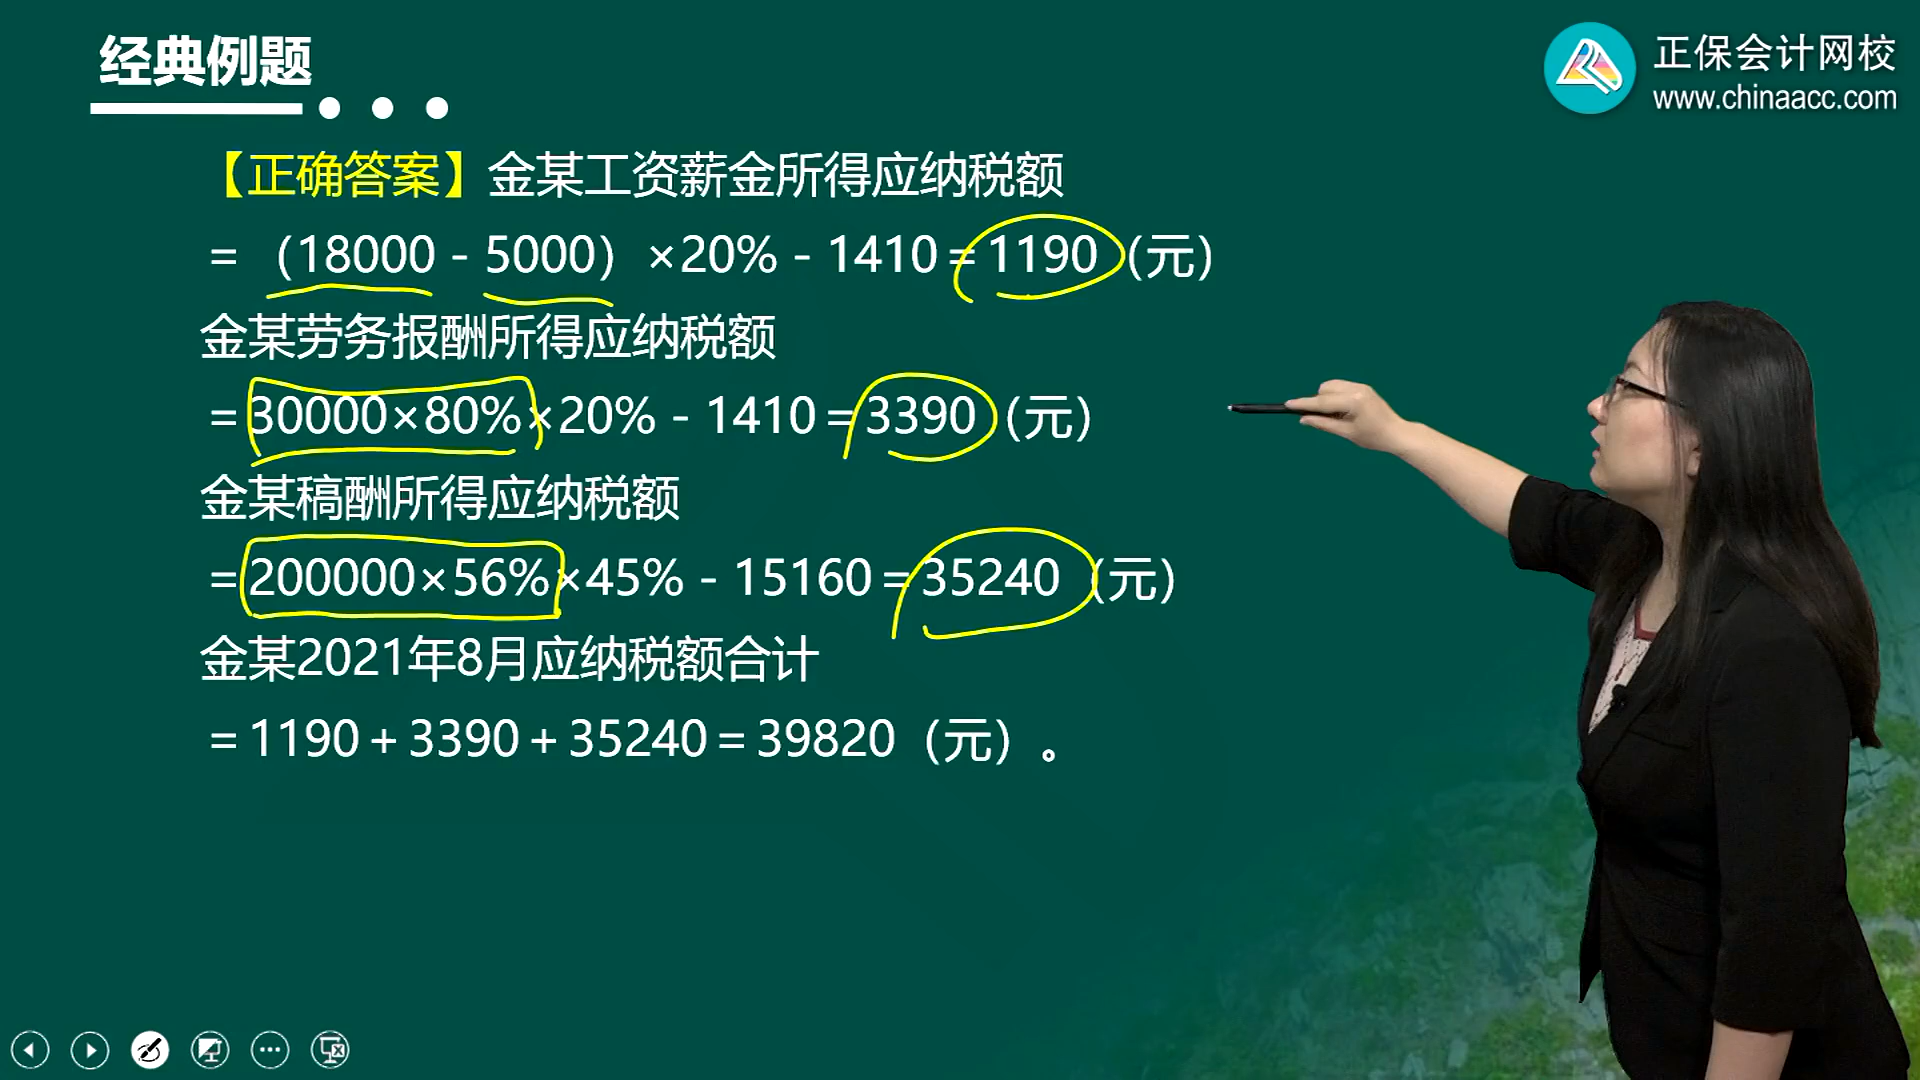 经典例题
正保会计网校
www.chinaacc.com
【正确答案】金某工资薪金所得应纳税额
=（18000-5000）×20%-1410=1190（元）
金某劳务报酬所得应纳税额
=30000×80%×20%-1410=3390（元）
金某稿酬所得应纳税额
=200000×56%×45%-15160=35240（元）
金某2021年8月应纳税额合计
=1190+3390+35240=39820（元）。